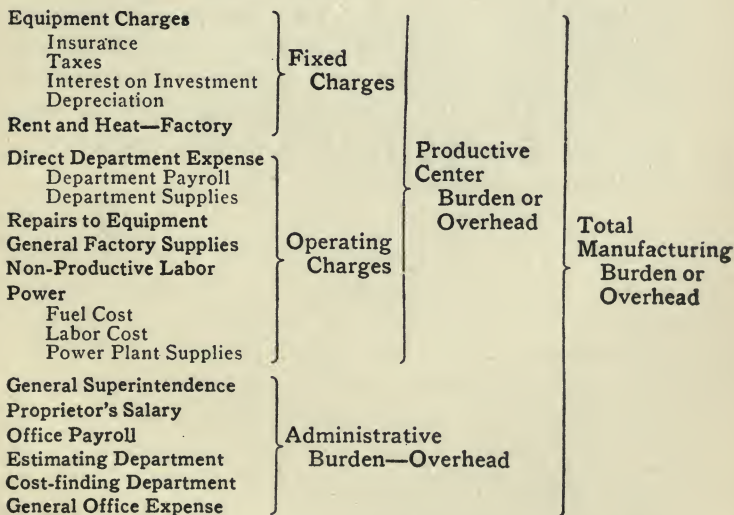 Equipment Charges
Insurance
Taxes
Interest on Investment
Depreciation
Rent and Heat—Factory
Fixed
Charges
Direct Department Expense
Department Payroll
Department Supplies
Repairs to Equipment
General Factory Supplies
Non-Productive Labor
Power
Fuel Cost
Labor Cost
Power Plant Supplies
Operating
Charges
Productive
Center
Burden or
Overhead
General Superintendence
Proprietor's Salary
Office Payroll
Estimating Department
Cost-finding Department
General Office Expense
Administrative
Burden—Overhead
Total
Manufacturing
Burden or
Overhead